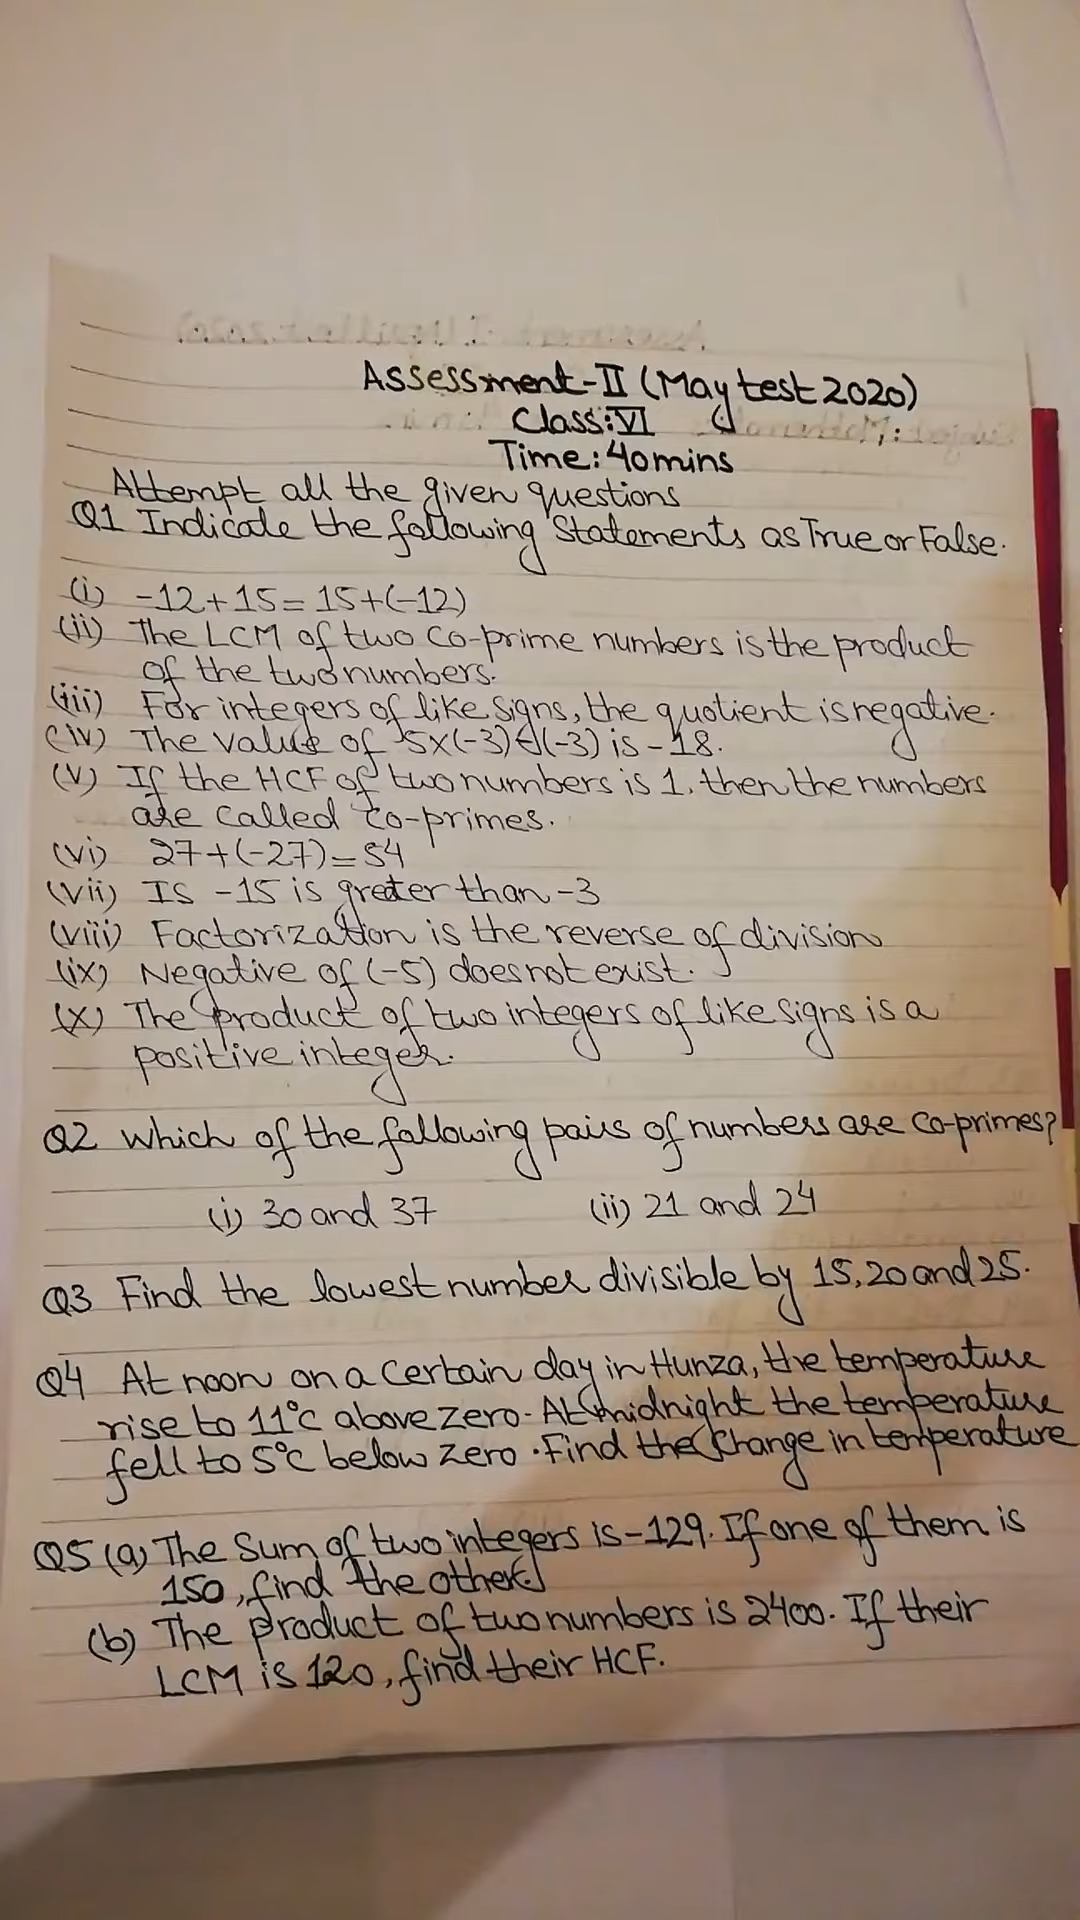 Assessment-II (May test 2020)
Class: VI
Time: 40mins
Attempt all the given questions
Q1 Indicate the following Statements as True or False.
(i) -12+15=15+(-12)
(ii) The LCM of two co-prime numbers is the product
of the two numbers.
(iii) For integers of like signs, the quotient is negative.
(iv) The value of 5x(-3) (-3) is -18.
(v) If the HCF of two numbers is 1, then the numbers
are called co-primes.
(vi) 27+(-27)=54
(vii) Is -15 is greter than -3
(viii) Factorization is the reverse of division
(ix) Negative of (-5) does not exist.
(x) The product of two integers of like signs is a
positive integer.
Q2 which of the following pairs of numbers are co-primes?
(i) 30 and 37 (ii) 21 and 24
Q3 Find the lowest number divisible by 15, 20 and 25.
Q4 At noon on a certain day in Hunza, the temperature
rise to 11°C above zero. At midnight the temperature
fell to 5°C below zero. Find the change in temperature
Q5 (a) The Sum of two integers is -129. If one of them is
150, find the other.
(b) The product of two numbers is 2400. If their
LCM is 120, find their HCF.